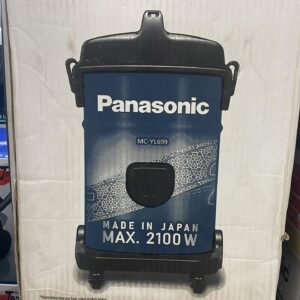 Panasonic
MC-YL699
MADE IN JAPAN
MAX. 2100 W